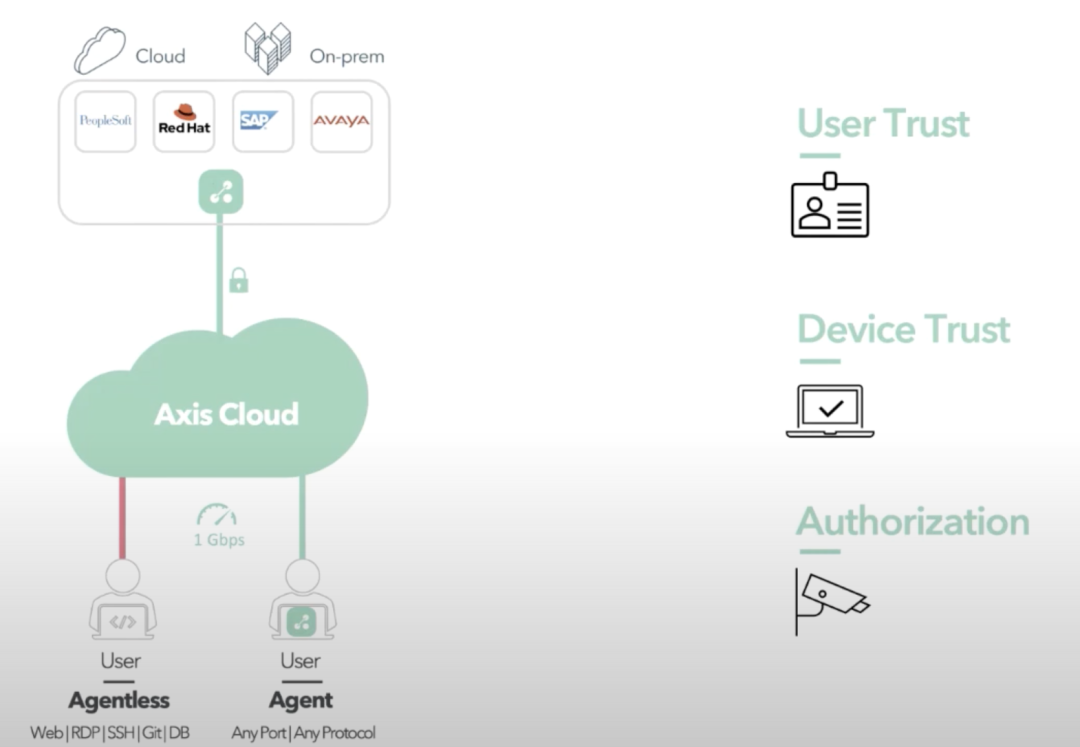 Cloud
On-prem
PeopleSoft
Red Hat
SAP
AVAYA
Axis Cloud
1 Gbps
User
Agentless
Web|RDP|SSH|Git|DB
User
Agent
Any Port|Any Protocol
User Trust
Device Trust
Authorization